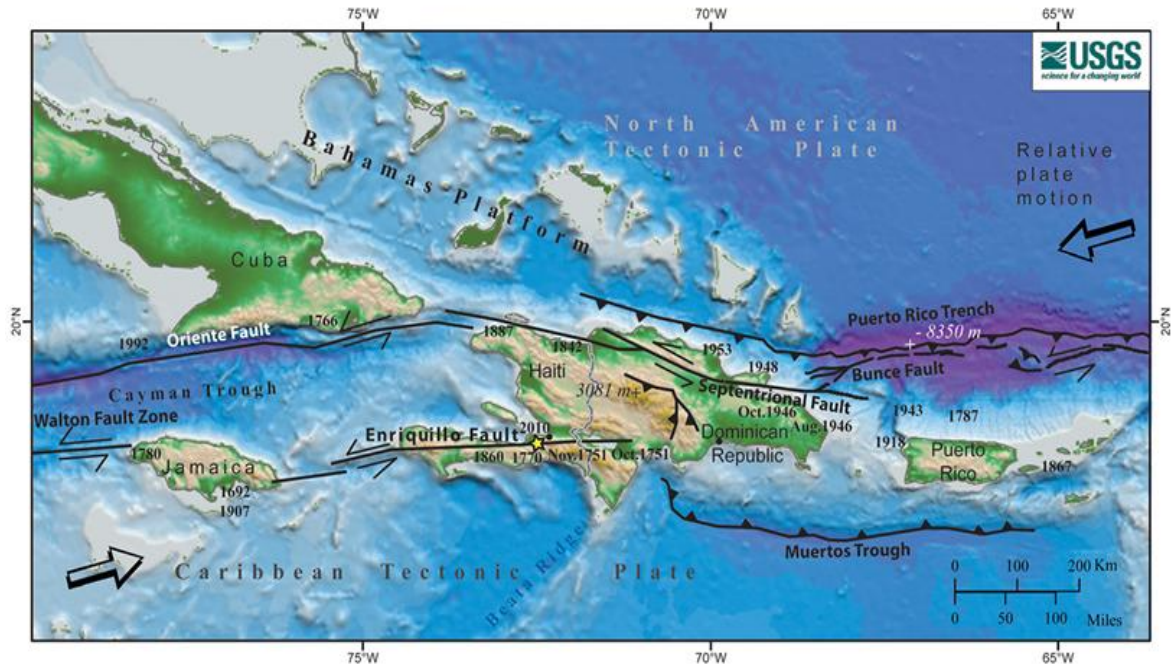 75°W
70°W
65°W
USGS
science for a changing world
North American
Tectonic Plate
Relative
plate
motion
Bahamas Platform
Cuba
20°N
20°N
Puerto Rico Trench
- 8350 m
Bunce Fault
1766
1992
Oriente Fault
1887
1842
1953
1948
Cayman Trough
Haiti
3081 m
Septentrional Fault
Oct.1946
Aug.1946
1943
1787
Walton Fault Zone
Enriquillo Fault
2010
Dominican
Republic
1918
Puerto
Rico
1780
Jamaica
1860
1770
Nov.1751
Oct.1751
1867
1692
1907
Muertos Trough
Beata Ridge
Caribbean Tectonic Plate
0 100 200 Km
0 50 100
Miles
75°W
70°W
65°W